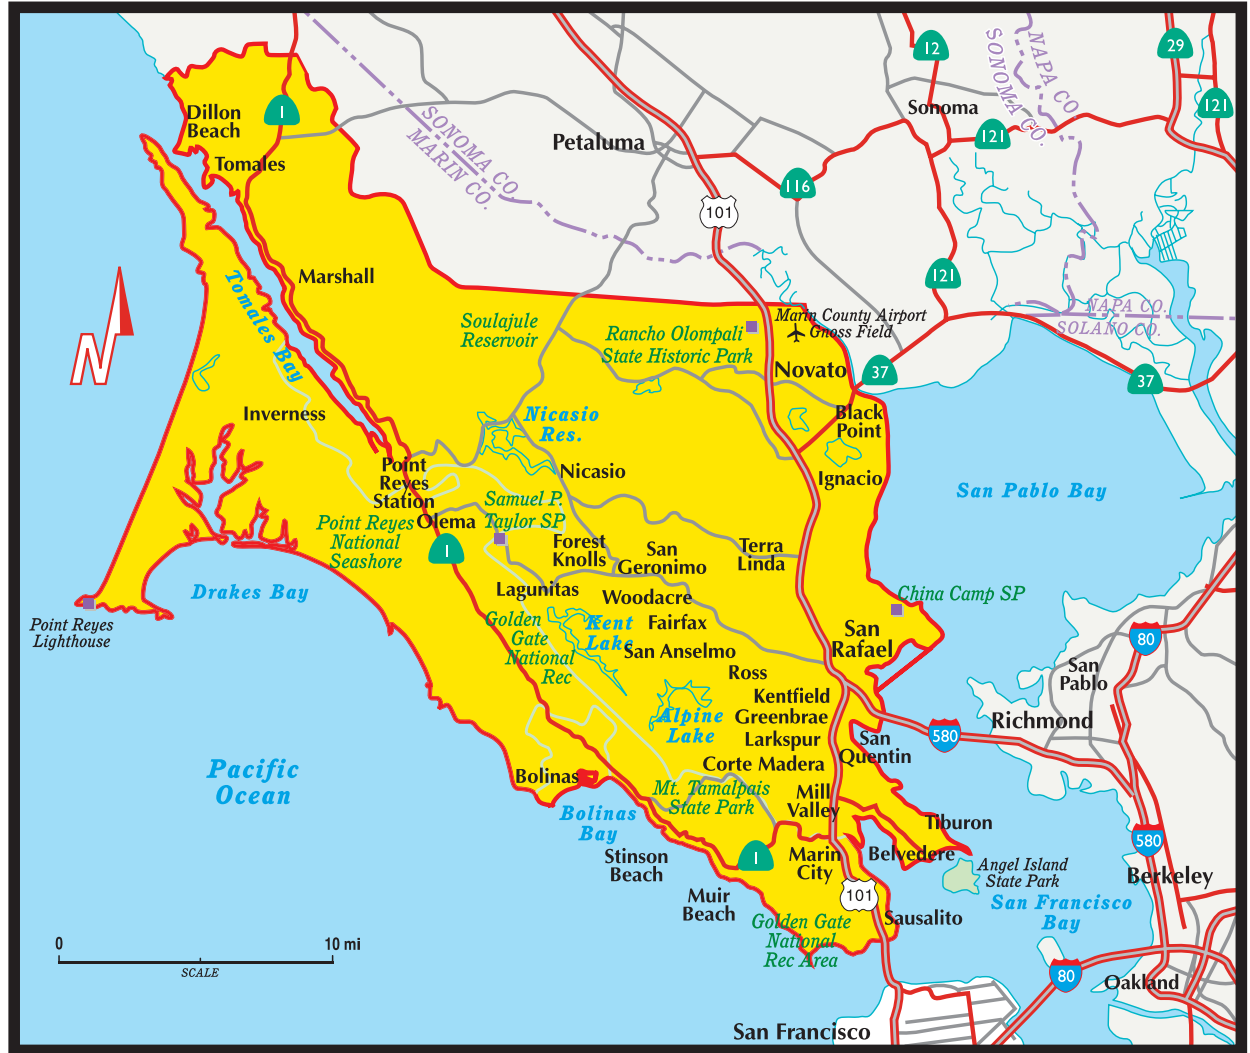 12
29
SONOMA CO.
NAPA CO.
121
Sonoma
Dillon
Beach
1
121
SONOMA CO.
MARIN CO.
Petaluma
Tomales
116
101
Marshall
121
Tomales Bay
NAPA CO.
SOLANO CO.
N
Soulajule
Reservoir
Rancho Olompali
State Historic Park
Marin County Airport
Gnoss Field
Novato
37
37
Inverness
Nicasio
Res.
Black
Point
Nicasio
Ignacio
Point
Reyes
Station
San Pablo Bay
Samuel P.
Taylor SP
Olema
Point Reyes
National
Seashore
1
Forest
Knolls
San
Geronimo
Terra
Linda
Drakes Bay
Lagunitas
Woodacre
China Camp SP
Point Reyes
Lighthouse
Golden
Gate
National
Rec
Kent
Lake
Fairfax
San
Rafael
80
San Anselmo
Ross
San
Pablo
Kentfield
Alpine
Lake
Greenbrae
Richmond
Larkspur
San
Quentin
580
Pacific
Ocean
Bolinas
Corte Madera
Mt. Tamalpais
State Park
Mill
Valley
Bolinas
Bay
Tiburon
580
Stinson
Beach
1
Marin
City
Belvedere
Angel Island
State Park
Berkeley
Muir
Beach
101
San Francisco
Bay
Golden Gate
National
Rec Area
Sausalito
0
10 mi
SCALE
80
Oakland
San Francisco